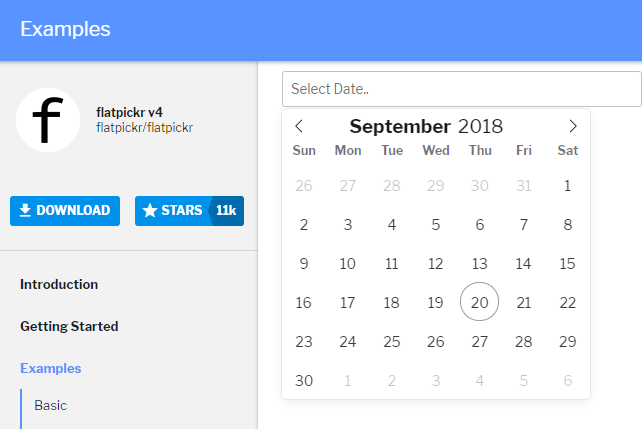 Examples
f
flatpickr v4
flatpickr/flatpickr
DOWNLOAD
STARS 11k
Introduction
Getting Started
Examples
Basic
Select Date..
September 2018
Sun Mon Tue Wed Thu Fri Sat
26 27 28 29 30 31 1
2 3 4 5 6 7 8
9 10 11 12 13 14 15
16 17 18 19 20 21 22
23 24 25 26 27 28 29
30 1 2 3 4 5 6